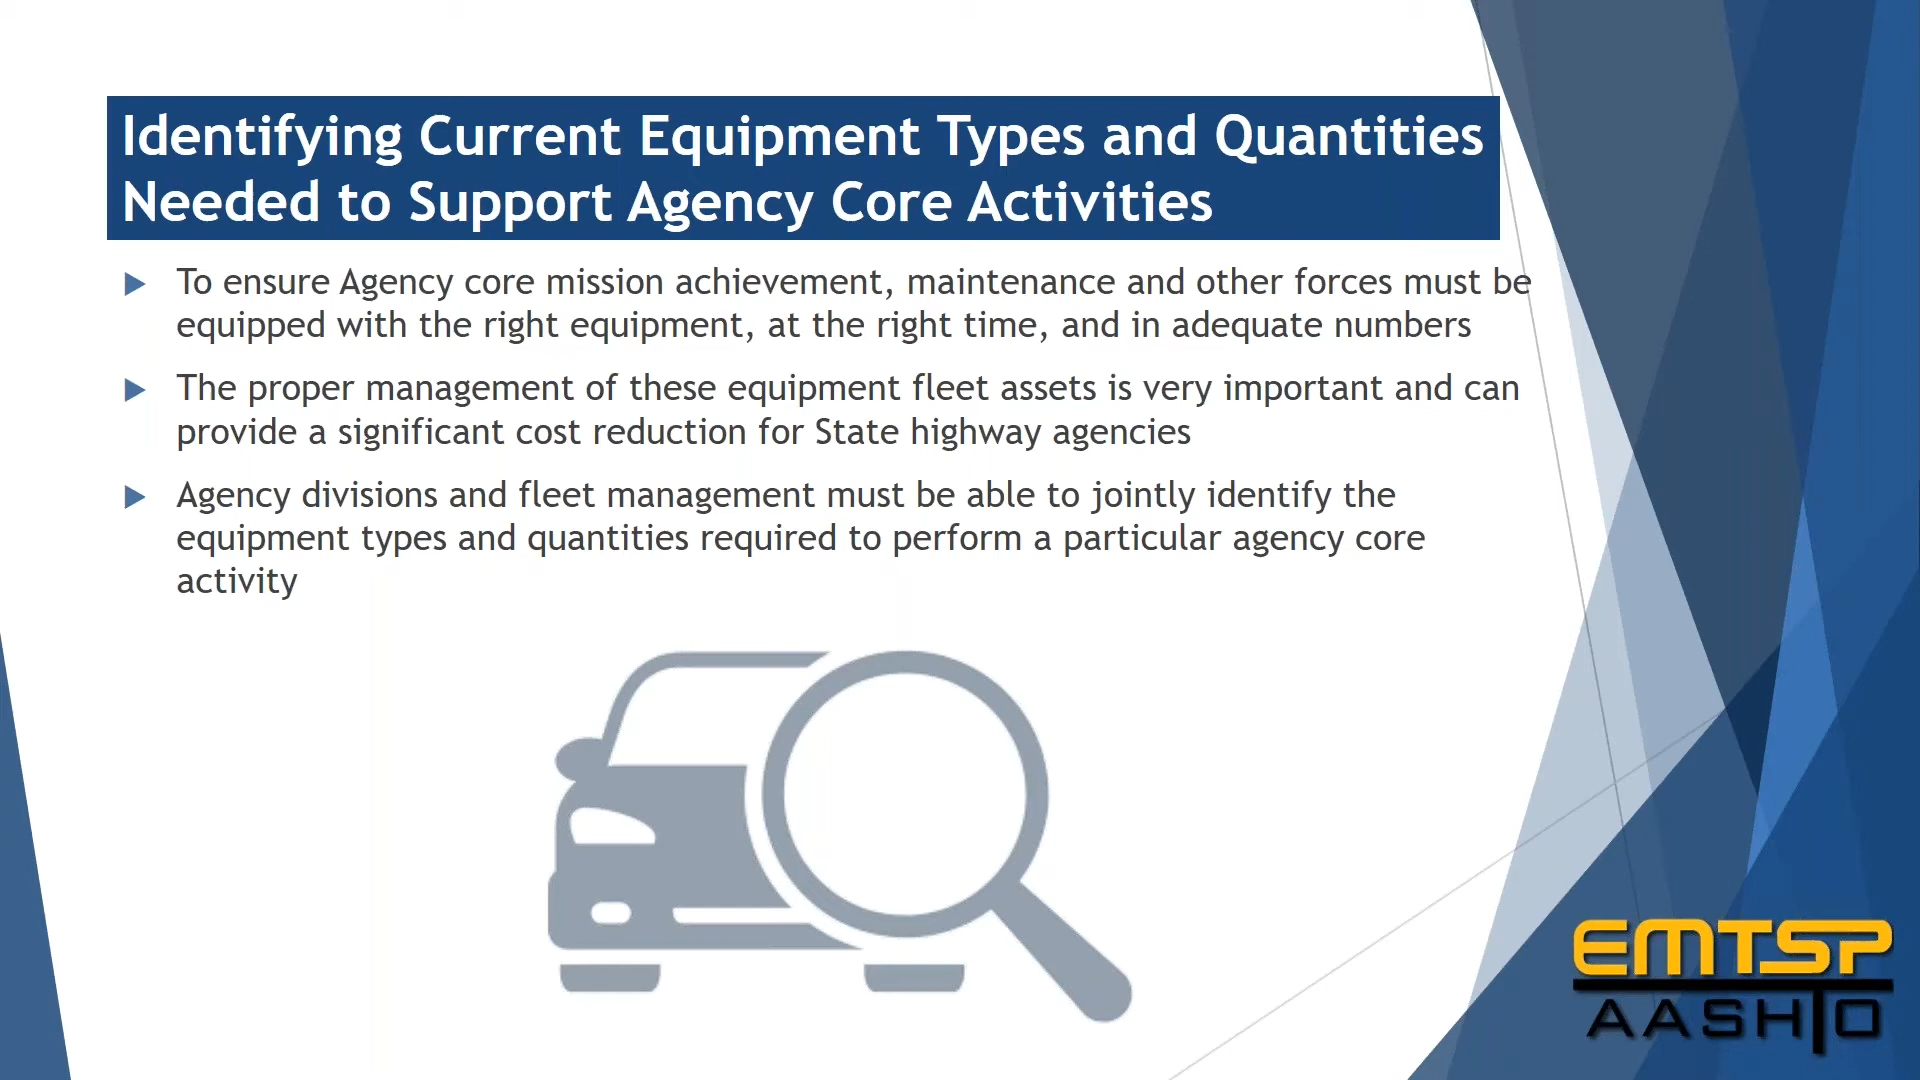 Identifying Current Equipment Types and Quantities
Needed to Support Agency Core Activities
To ensure Agency core mission achievement, maintenance and other forces must be
equipped with the right equipment, at the right time, and in adequate numbers
The proper management of these equipment fleet assets is very important and can
provide a significant cost reduction for State highway agencies
Agency divisions and fleet management must be able to jointly identify the
equipment types and quantities required to perform a particular agency core
activity
EMTSP
AASHTO